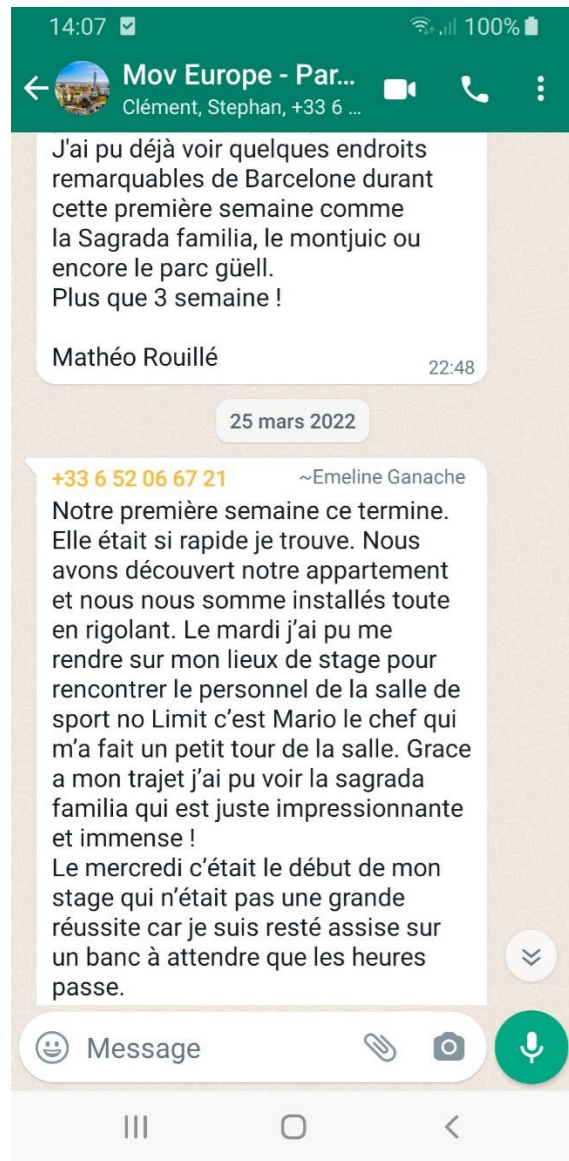 14:07
100%
Mov Europe - Par...
Clément, Stephan, +33 6 ...
J'ai pu déjà voir quelques endroits
remarquables de Barcelone durant
cette première semaine comme
la Sagrada familia, le montjuic ou
encore le parc güell.
Plus que 3 semaine !
Mathéo Rouillé
22:48
25 mars 2022
+33 6 52 06 67 21 ~Emeline Ganache
Notre première semaine ce termine.
Elle était si rapide je trouve. Nous
avons découvert notre appartement
et nous nous somme installés toute
en rigolant. Le mardi j’ai pu me
rendre sur mon lieux de stage pour
rencontrer le personnel de la salle de
sport no Limit c’est Mario le chef qui
m’a fait un petit tour de la salle. Grace
a mon trajet j’ai pu voir la sagrada
familia qui est juste impressionnante
et immense !
Le mercredi c’était le début de mon
stage qui n’était pas une grande
réussite car je suis resté assise sur
un banc à attendre que les heures
passe.
Message